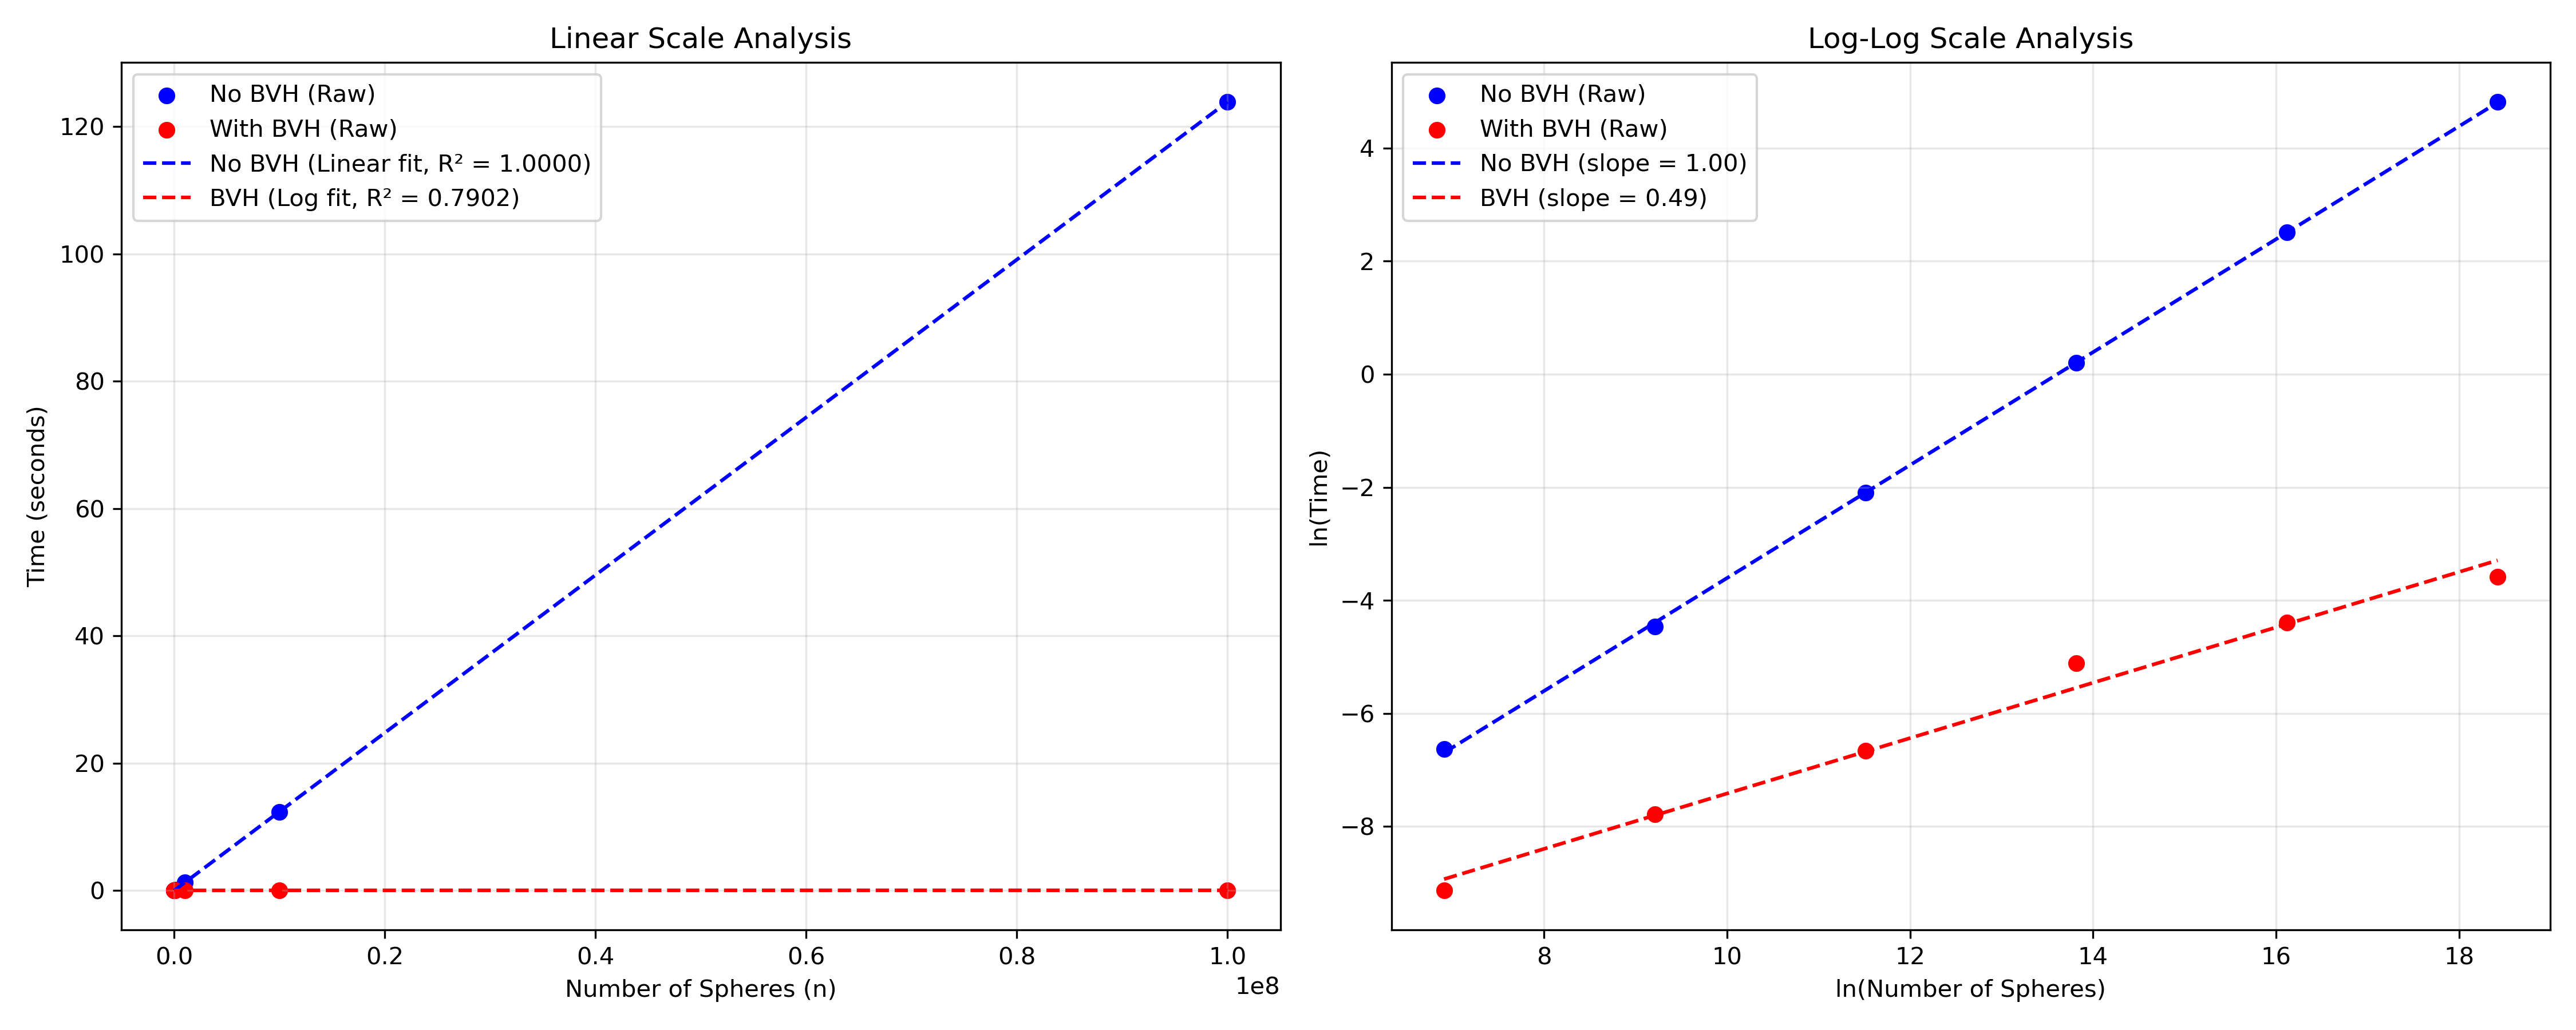 Linear Scale Analysis
No BVH (Raw)
With BVH (Raw)
No BVH (Linear fit, R² = 1.0000)
BVH (Log fit, R² = 0.7902)
120
100
80
60
40
20
0
Time (seconds)
0.0 0.2 0.4 0.6 0.8 1.0
1e8
Number of Spheres (n)
Log-Log Scale Analysis
No BVH (Raw)
With BVH (Raw)
No BVH (slope = 1.00)
BVH (slope = 0.49)
4
2
0
−2
−4
−6
−8
ln(Time)
8 10 12 14 16 18
ln(Number of Spheres)